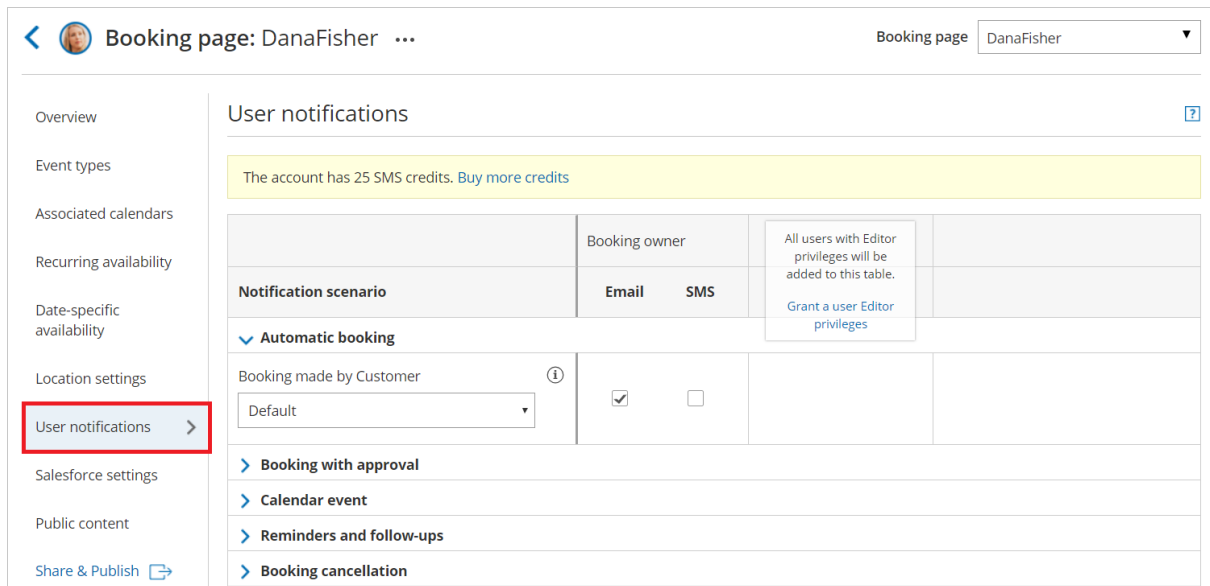 Booking page: DanaFisher ...
Booking page DanaFisher
Overview
Event types
Associated calendars
Recurring availability
Date-specific
availability
Location settings
User notifications
Salesforce settings
Public content
Share & Publish
User notifications
?
The account has 25 SMS credits. Buy more credits
Booking owner
All users with Editor
privileges will be
added to this table.
Grant a user Editor
privileges
Notification scenario Email SMS
Automatic booking
Booking made by Customer
Default
Booking with approval
Calendar event
Reminders and follow-ups
Booking cancellation